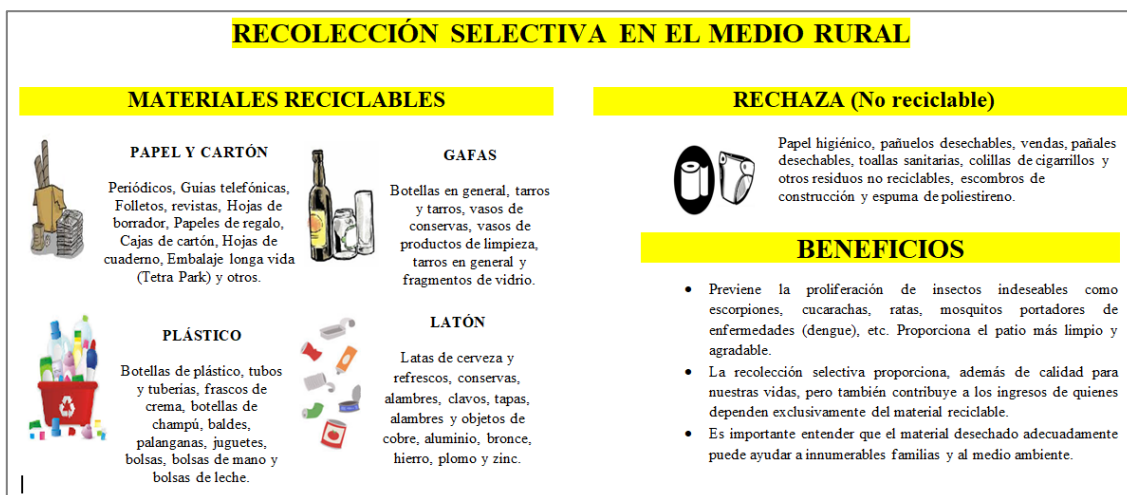 RECOLECCIÓN SELECTIVA EN EL MEDIO RURAL
MATERIALES RECICLABLES
PAPEL Y CARTÓN
Periódicos, Guías telefónicas,
Folletos, revistas, Hojas de
borrador, Papeles de regalo,
Cajas de cartón, Hojas de
cuaderno, Embalaje longa vida
(Tetra Park) y otros.
GAFAS
Botellas en general, tarros
y tarros, vasos de
conservas, vasos de
productos de limpieza,
tarros en general y
fragmentos de vidrio.
PLÁSTICO
Botellas de plástico, tubos
y tuberías, frascos de
crema, botellas de
champú, baldes,
palanganas, juguetes,
bolsas, bolsas de mano y
bolsas de leche.
LATÓN
Latas de cerveza y
refrescos, conservas,
alambres, clavos, tapas,
alambres y objetos de
cobre, aluminio, bronce,
hierro, plomo y zinc.
RECHAZA (No reciclable)
Papel higiénico, pañuelos desechables, vendas, pañales
desechables, toallas sanitarias, colillas de cigarrillos y
otros residuos no reciclables, escombros de
construcción y espuma de poliestireno.
BENEFICIOS
• Previene la proliferación de insectos indeseables como
escorpiones, cucarachas, ratas, mosquitos portadores de
enfermedades (dengue), etc. Proporciona el patio más limpio y
agradable.
• La recolección selectiva proporciona, además de calidad para
nuestras vidas, pero también contribuye a los ingresos de quienes
dependen exclusivamente del material reciclable.
• Es importante entender que el material desechado adecuadamente
puede ayudar a innumerables familias y al medio ambiente.